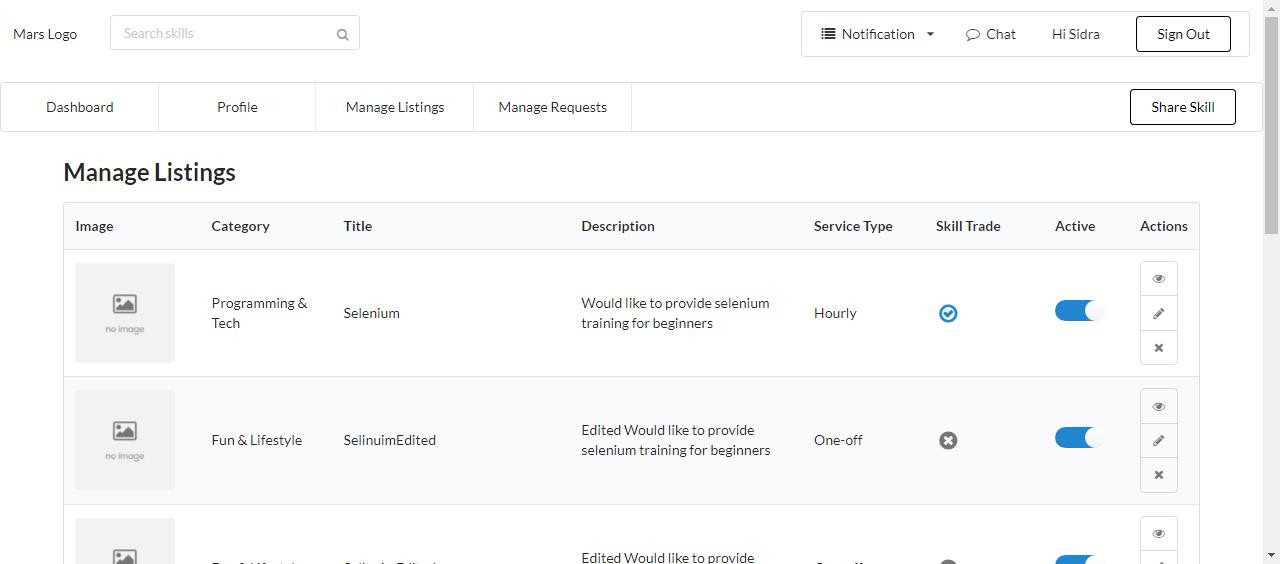 Mars Logo
Search skills
Notification
Chat
Hi Sidra
Sign Out
Dashboard
Profile
Manage Listings
Manage Requests
Share Skill
Manage Listings
Image Category Title Description Service Type Skill Trade Active Actions
no image
Programming &
Tech
Selenium
Would like to provide selenium
training for beginners
Hourly
no image
Fun & Lifestyle
SelinuimEdited
Edited Would like to provide
selenium training for beginners
One-off
Edited Would like to provide